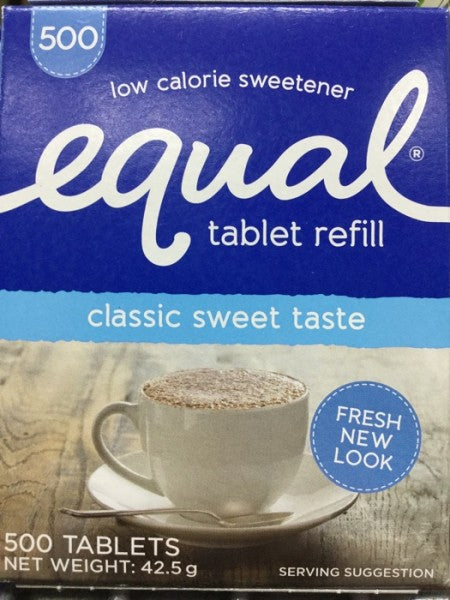 500
low calorie sweetener
equal®
tablet refill
classic sweet taste
FRESH
NEW
LOOK
500 TABLETS
NET WEIGHT: 42.5g
SERVING SUGGESTION